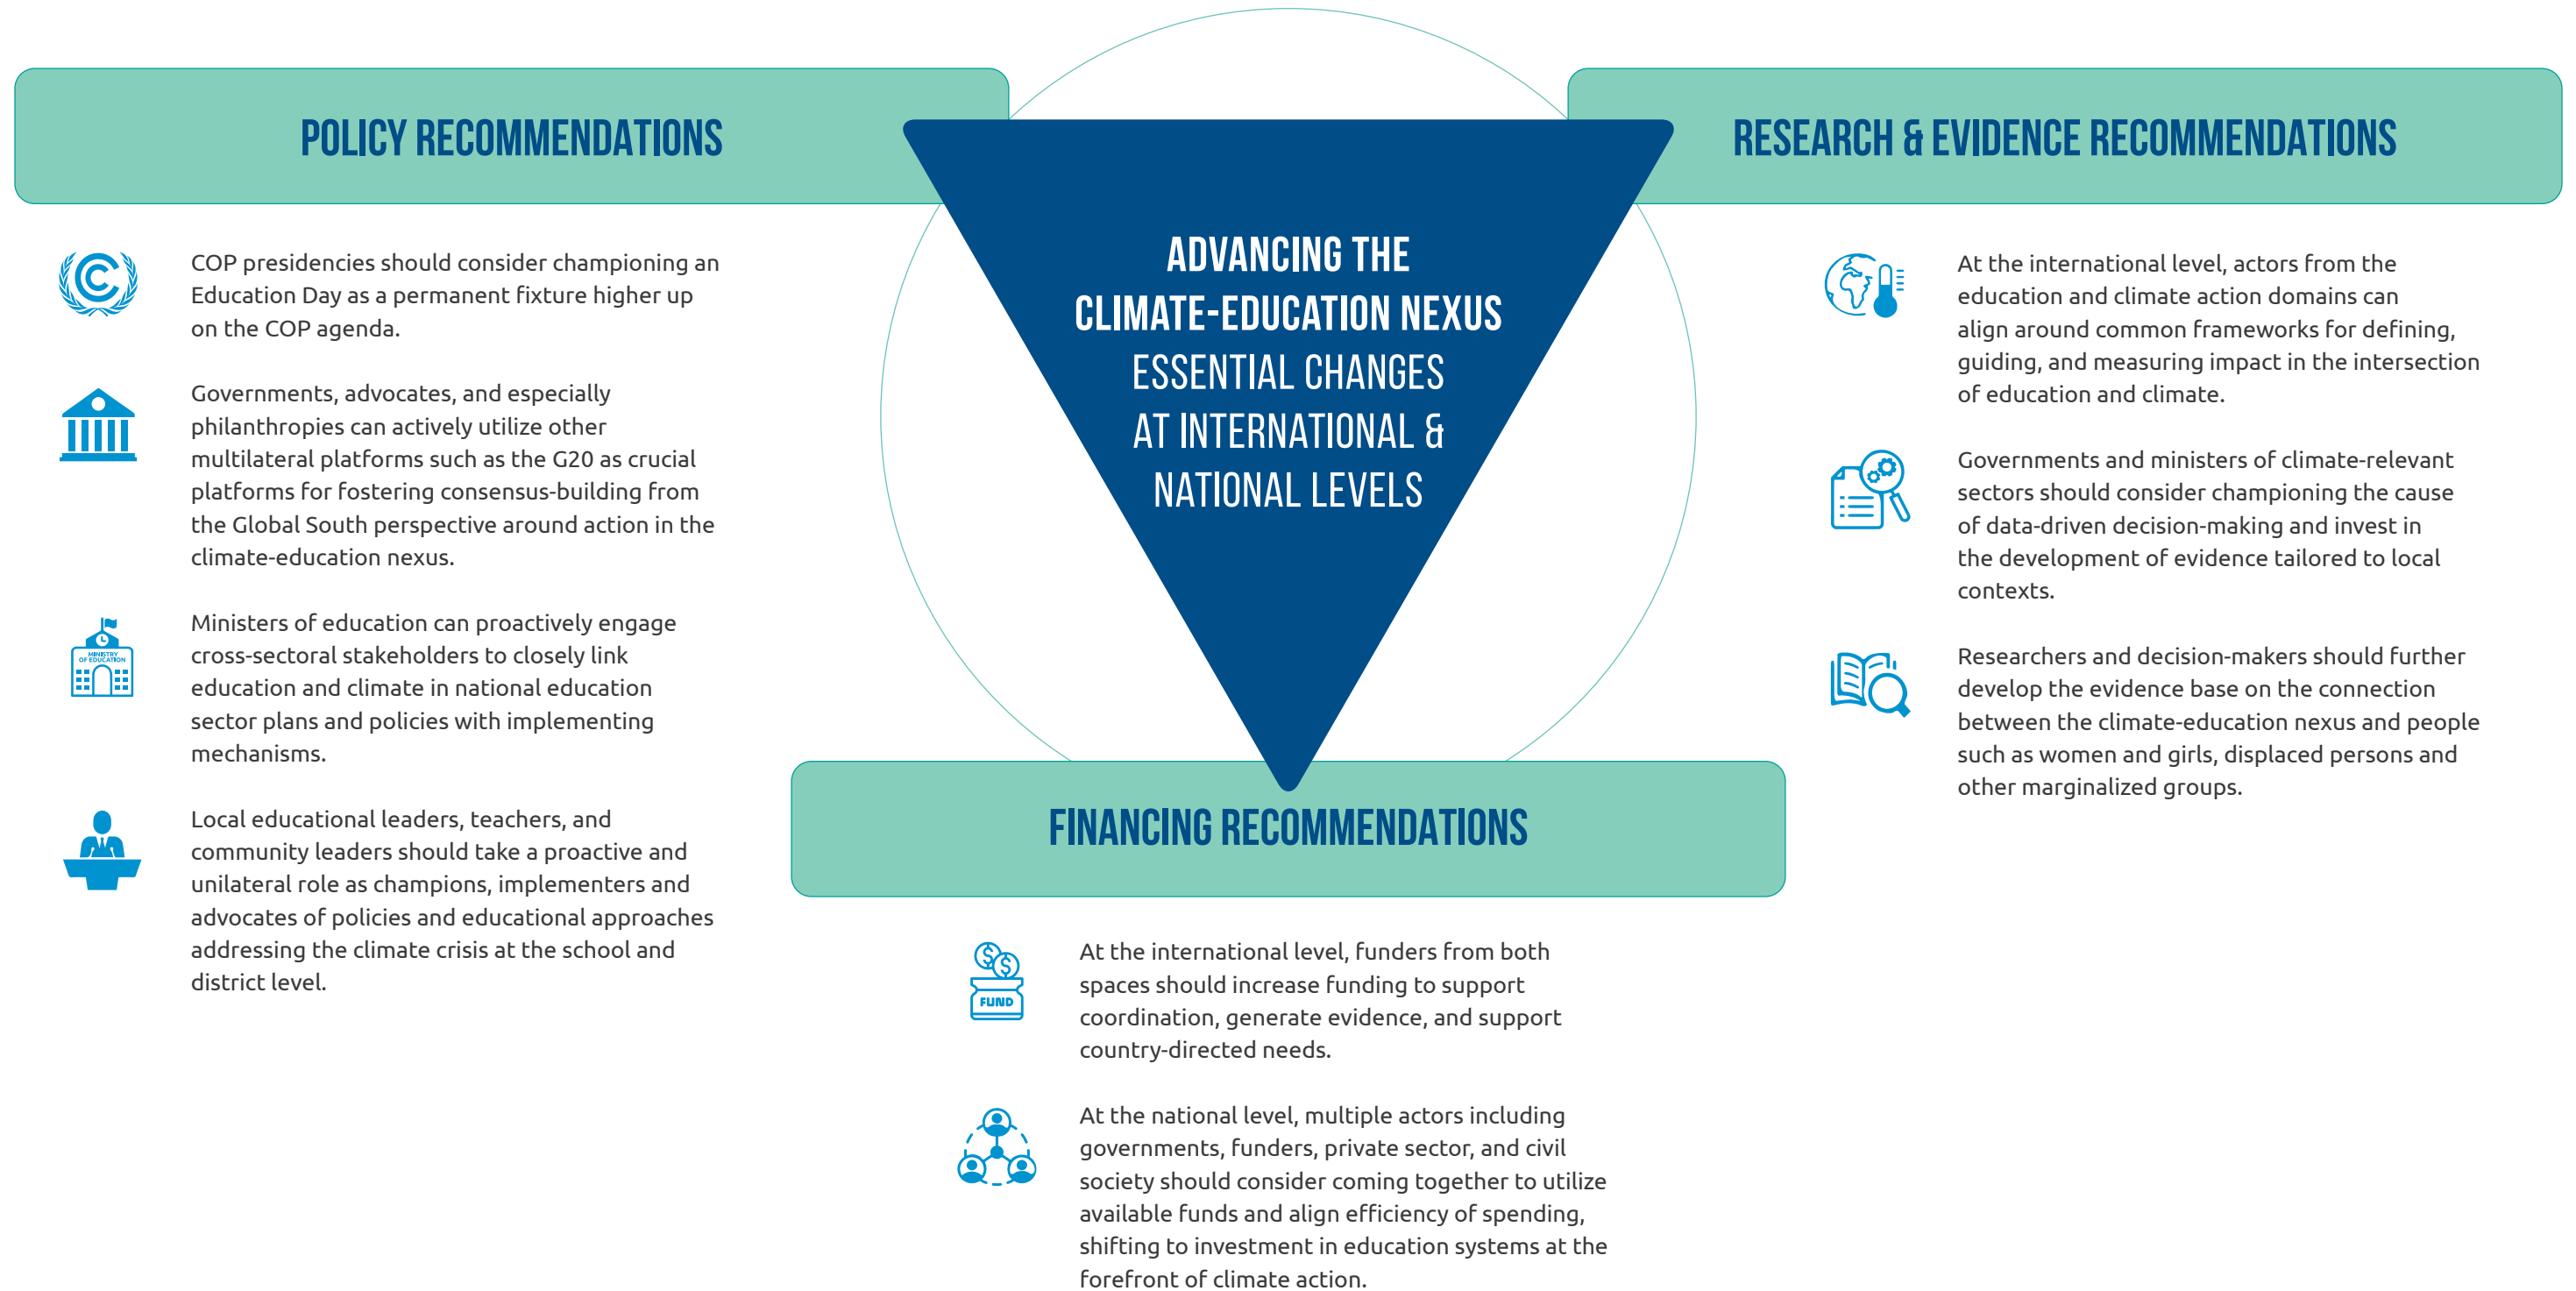 POLICY RECOMMENDATIONS
COP presidencies should consider championing an
Education Day as a permanent fixture higher up
on the COP agenda.
Governments, advocates, and especially
philanthropies can actively utilize other
multilateral platforms such as the G20 as crucial
platforms for fostering consensus-building from
the Global South perspective around action in the
climate-education nexus.
MINISTRY
OF EDUCATION
Ministers of education can proactively engage
cross-sectoral stakeholders to closely link
education and climate in national education
sector plans and policies with implementing
mechanisms.
Local educational leaders, teachers, and
community leaders should take a proactive and
unilateral role as champions, implementers and
advocates of policies and educational approaches
addressing the climate crisis at the school and
district level.
ADVANCING THE
CLIMATE-EDUCATION NEXUS
ESSENTIAL CHANGES
AT INTERNATIONAL &
NATIONAL LEVELS
FINANCING RECOMMENDATIONS
FUND
At the international level, funders from both
spaces should increase funding to support
coordination, generate evidence, and support
country-directed needs.
At the national level, multiple actors including
governments, funders, private sector, and civil
society should consider coming together to utilize
available funds and align efficiency of spending,
shifting to investment in education systems at the
forefront of climate action.
RESEARCH & EVIDENCE RECOMMENDATIONS
At the international level, actors from the
education and climate action domains can
align around common frameworks for defining,
guiding, and measuring impact in the intersection
of education and climate.
Governments and ministers of climate-relevant
sectors should consider championing the cause
of data-driven decision-making and invest in
the development of evidence tailored to local
contexts.
Researchers and decision-makers should further
develop the evidence base on the connection
between the climate-education nexus and people
such as women and girls, displaced persons and
other marginalized groups.